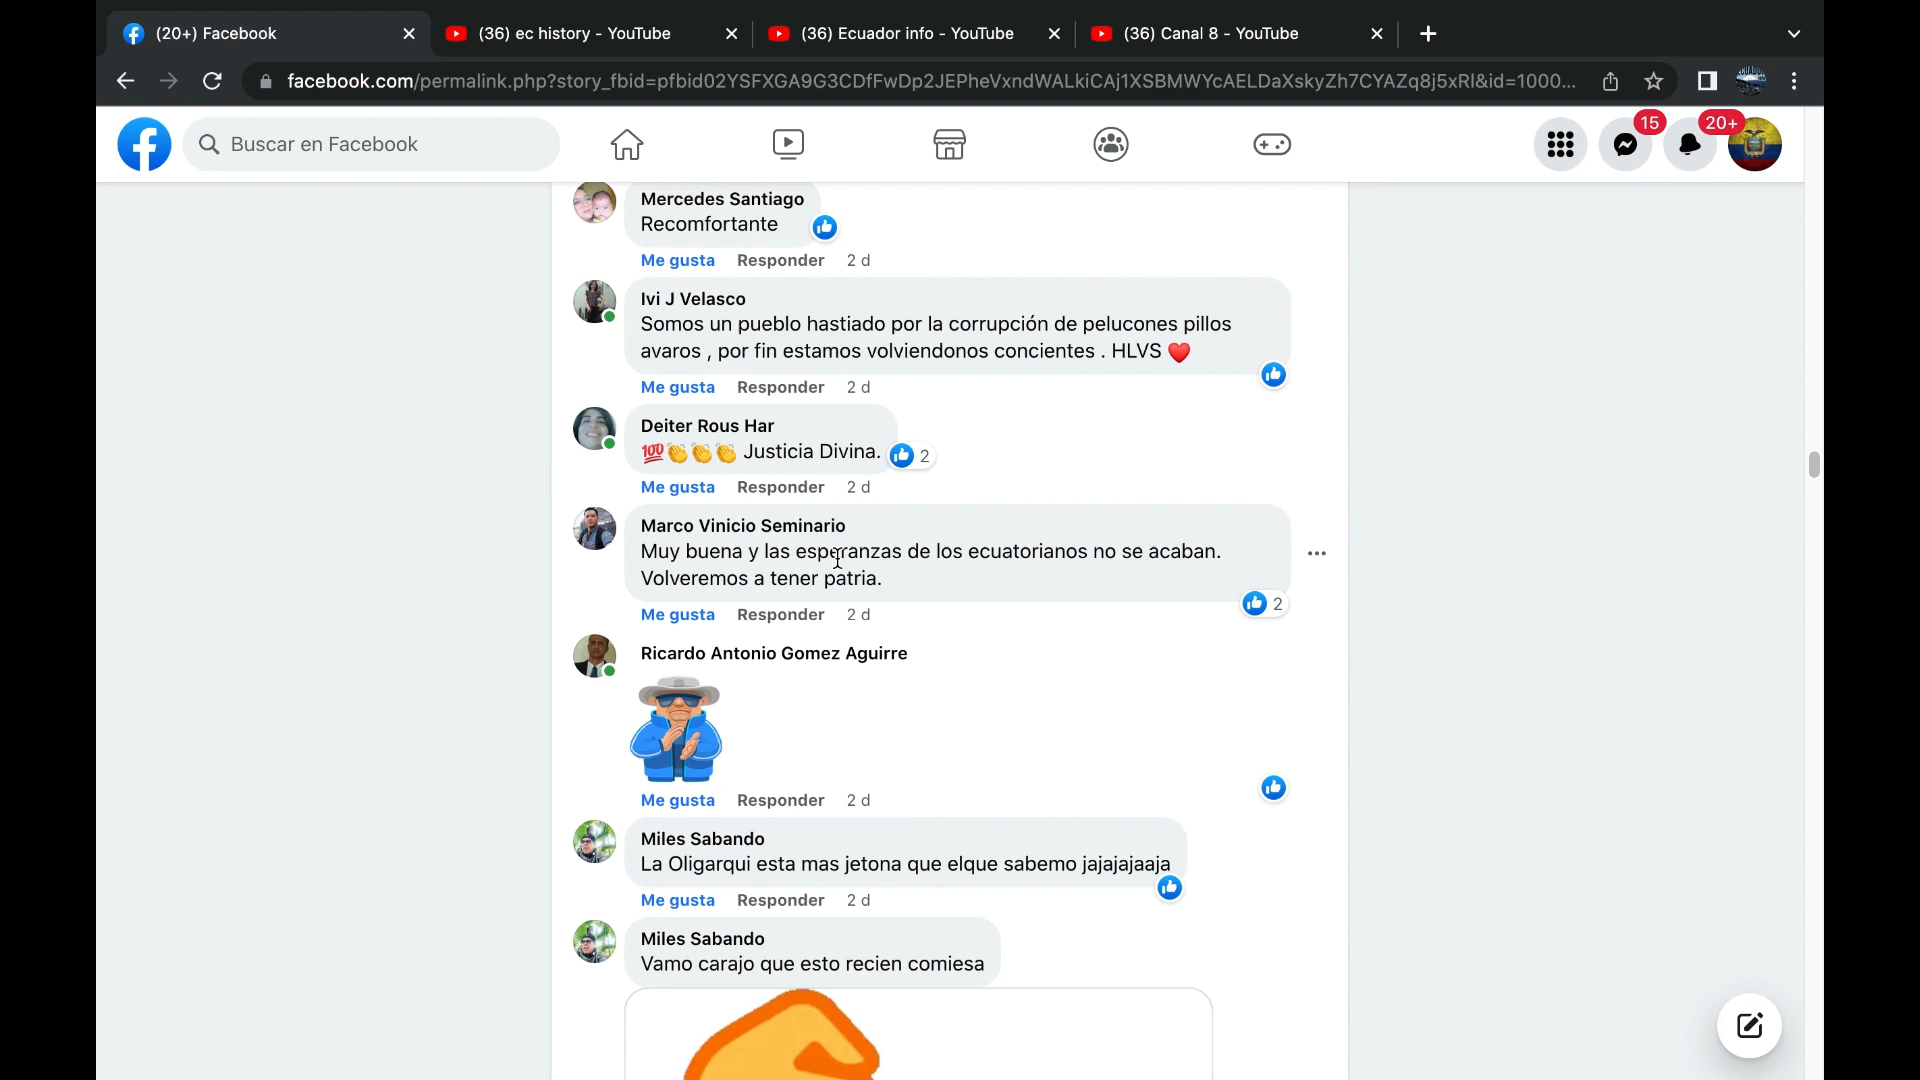 (20+) Facebook
(36) ec history - YouTube
(36) Ecuador info - YouTube
(36) Canal 8 - YouTube
facebook.com/permalink.php?story_fbid=pfbid02YSFXGA9G3CDfFwDp2JEPheVxndWALkiCAj1XSBMWYcAELDaXskyZh7CYAZq8j5xRl&id=1000...
Buscar en Facebook
15
20+
Mercedes Santiago
Recomfortante
Me gusta Responder 2 d
Ivi J Velasco
Somos un pueblo hastiado por la corrupción de pelucones pillos
avaros , por fin estamos volviendonos concientes . HLVS ❤️
Me gusta Responder 2 d
Deiter Rous Har
💯👏👏👏 Justicia Divina.
2
Me gusta Responder 2 d
Marco Vinicio Seminario
Muy buena y las esperanzas de los ecuatorianos no se acaban.
Volveremos a tener patria.
2
Me gusta Responder 2 d
Ricardo Antonio Gomez Aguirre
Me gusta Responder 2 d
Miles Sabando
La Oligarqui esta mas jetona que elque sabemo jajajajaaja
Me gusta Responder 2 d
Miles Sabando
Vamo carajo que esto recien comiesa